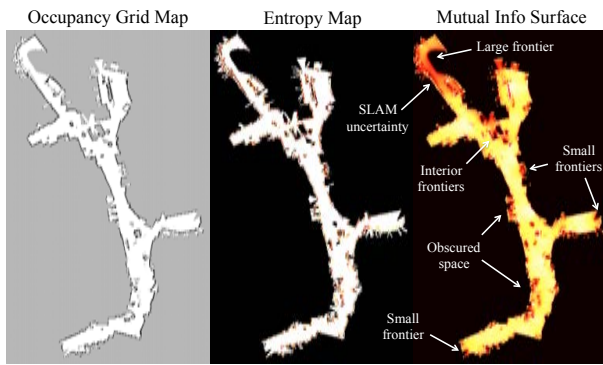 Occupancy Grid Map
Entropy Map
Mutual Info Surface
Large frontier
SLAM
uncertainty
Interior
frontiers
Small
frontiers
Obscured
space
Small
frontier